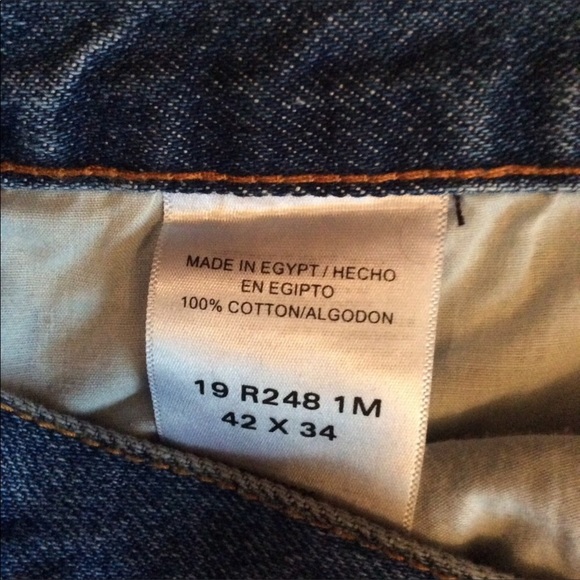 MADE IN EGYPT / HECHO
EN EGIPTO
100% COTTON/ALGODON
19 R248 1M
42 X 34